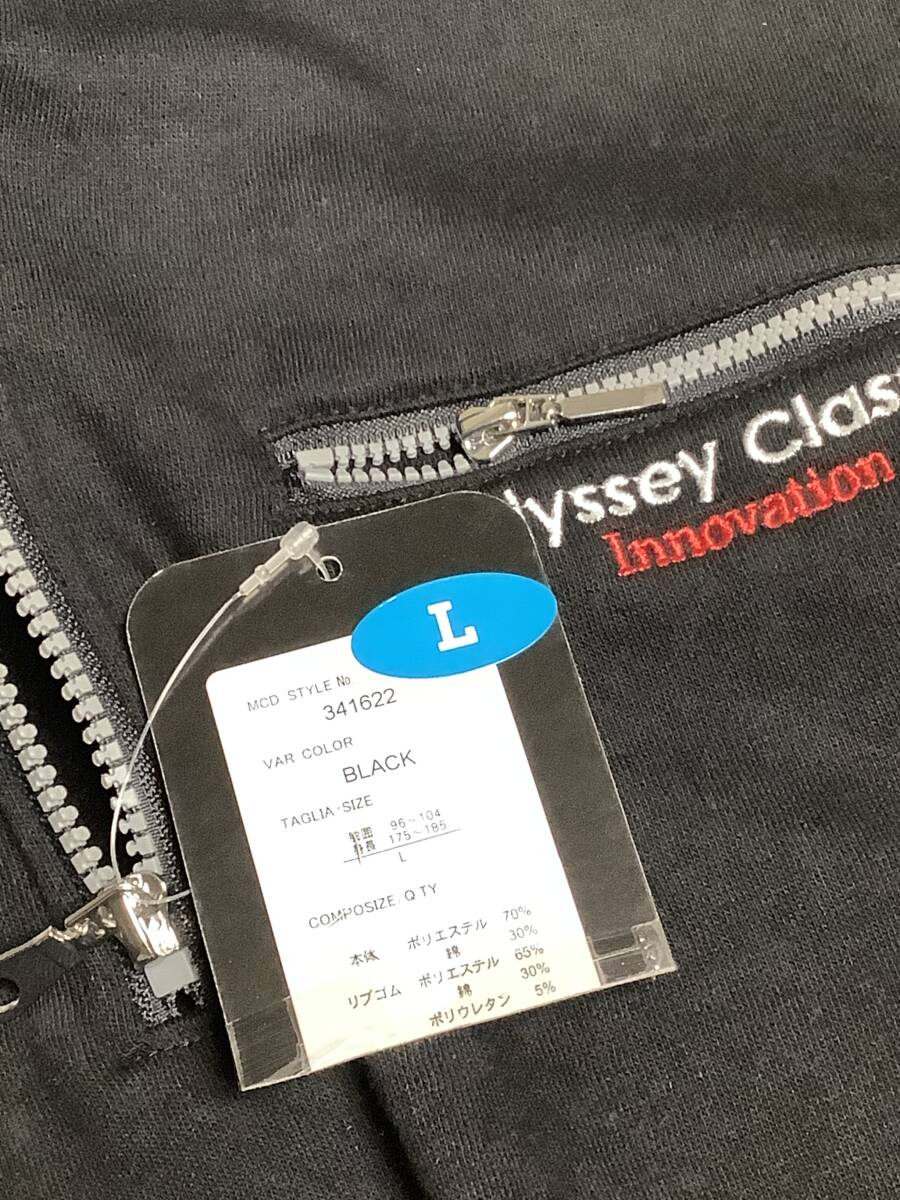 yssey Clas
Innovation
L
MCD STYLE No.
341622
VAR COLOR
BLACK
TAGLIA-SIZE
胸囲 96~104
身長 175~185
L
COMPOSIZE/Q TY
本体 ポリエステル 70%
綿 30%
リブゴム ポリエステル 65%
綿 30%
ポリウレタン 5%